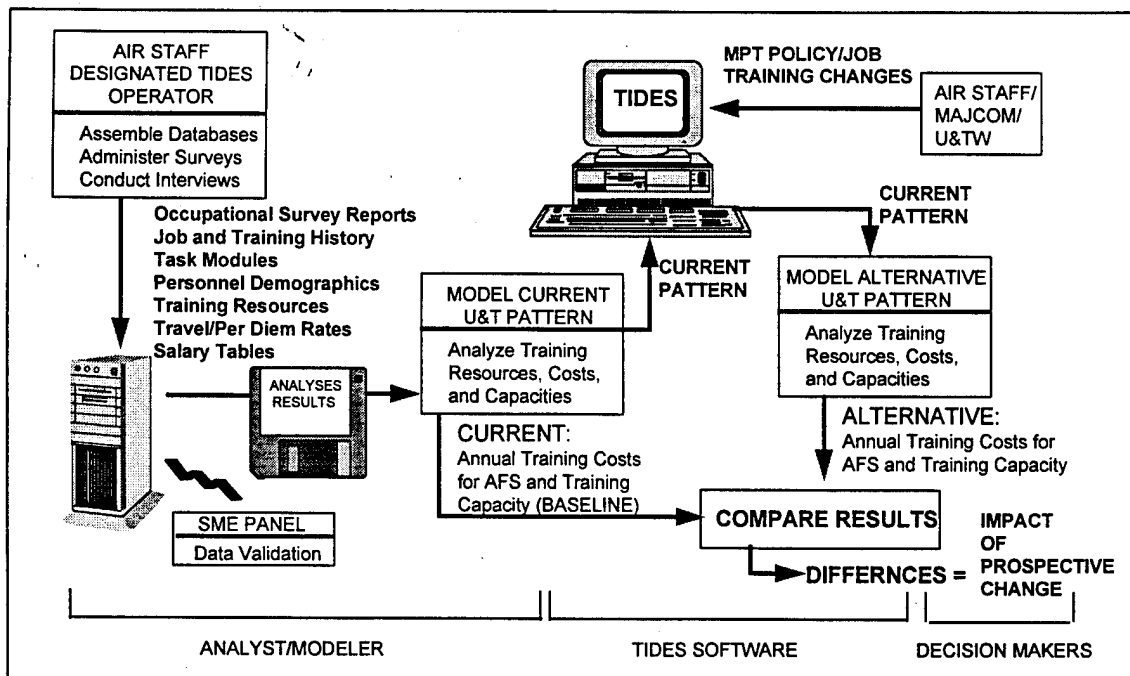 AIR STAFF
DESIGNATED TIDES
OPERATOR
Assemble Databases
Administer Surveys
Conduct Interviews
Occupational Survey Reports
Job and Training History
Task Modules
Personnel Demographics
Training Resources
Travel/Per Diem Rates
Salary Tables
ANALYSES
RESULTS
SME PANEL
Data Validation
MODEL CURRENT
U&T PATTERN
Analyze Training
Resources, Costs,
and Capacities
CURRENT
PATTERN
TIDES
MPT POLICY/JOB
TRAINING CHANGES
AIR STAFF/
MAJCOM/
U&TW
CURRENT
PATTERN
MODEL ALTERNATIVE
U&T PATTERN
Analyze Training
Resources, Costs,
and Capacities
CURRENT:
Annual Training Costs
for AFS and Training
Capacity (BASELINE)
ALTERNATIVE:
Annual Training Costs for
AFS and Training Capacity
COMPARE RESULTS
DIFFERNCES =
IMPACT
OF
PROSPECTIVE
CHANGE
ANALYST/MODELER
TIDES SOFTWARE
DECISION MAKERS